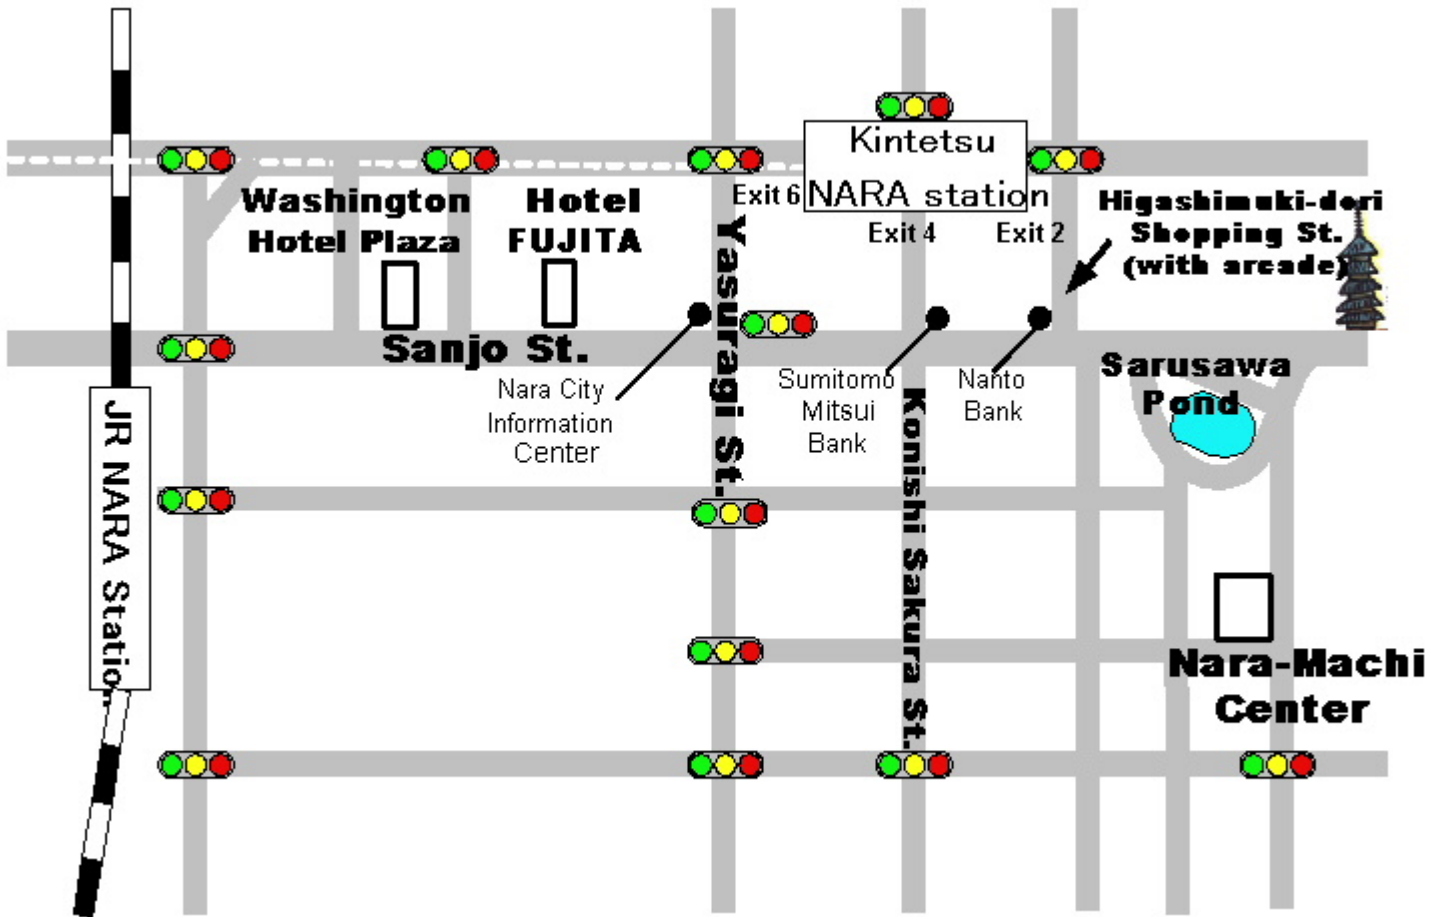 Kintetsu
NARA station
Exit 6
Exit 4
Exit 2
Washington
Hotel Plaza
Hotel
FUJITA
Higashimuki-dori
Shopping St.
(with arcade)
Yasuragi St.
Sanjo St.
Nara City
Information
Center
Sumitomo
Mitsui
Bank
Nanto
Bank
Sarusawa
Pond
JR NARA Station
Konishi Sakura St.
Nara-Machi
Center